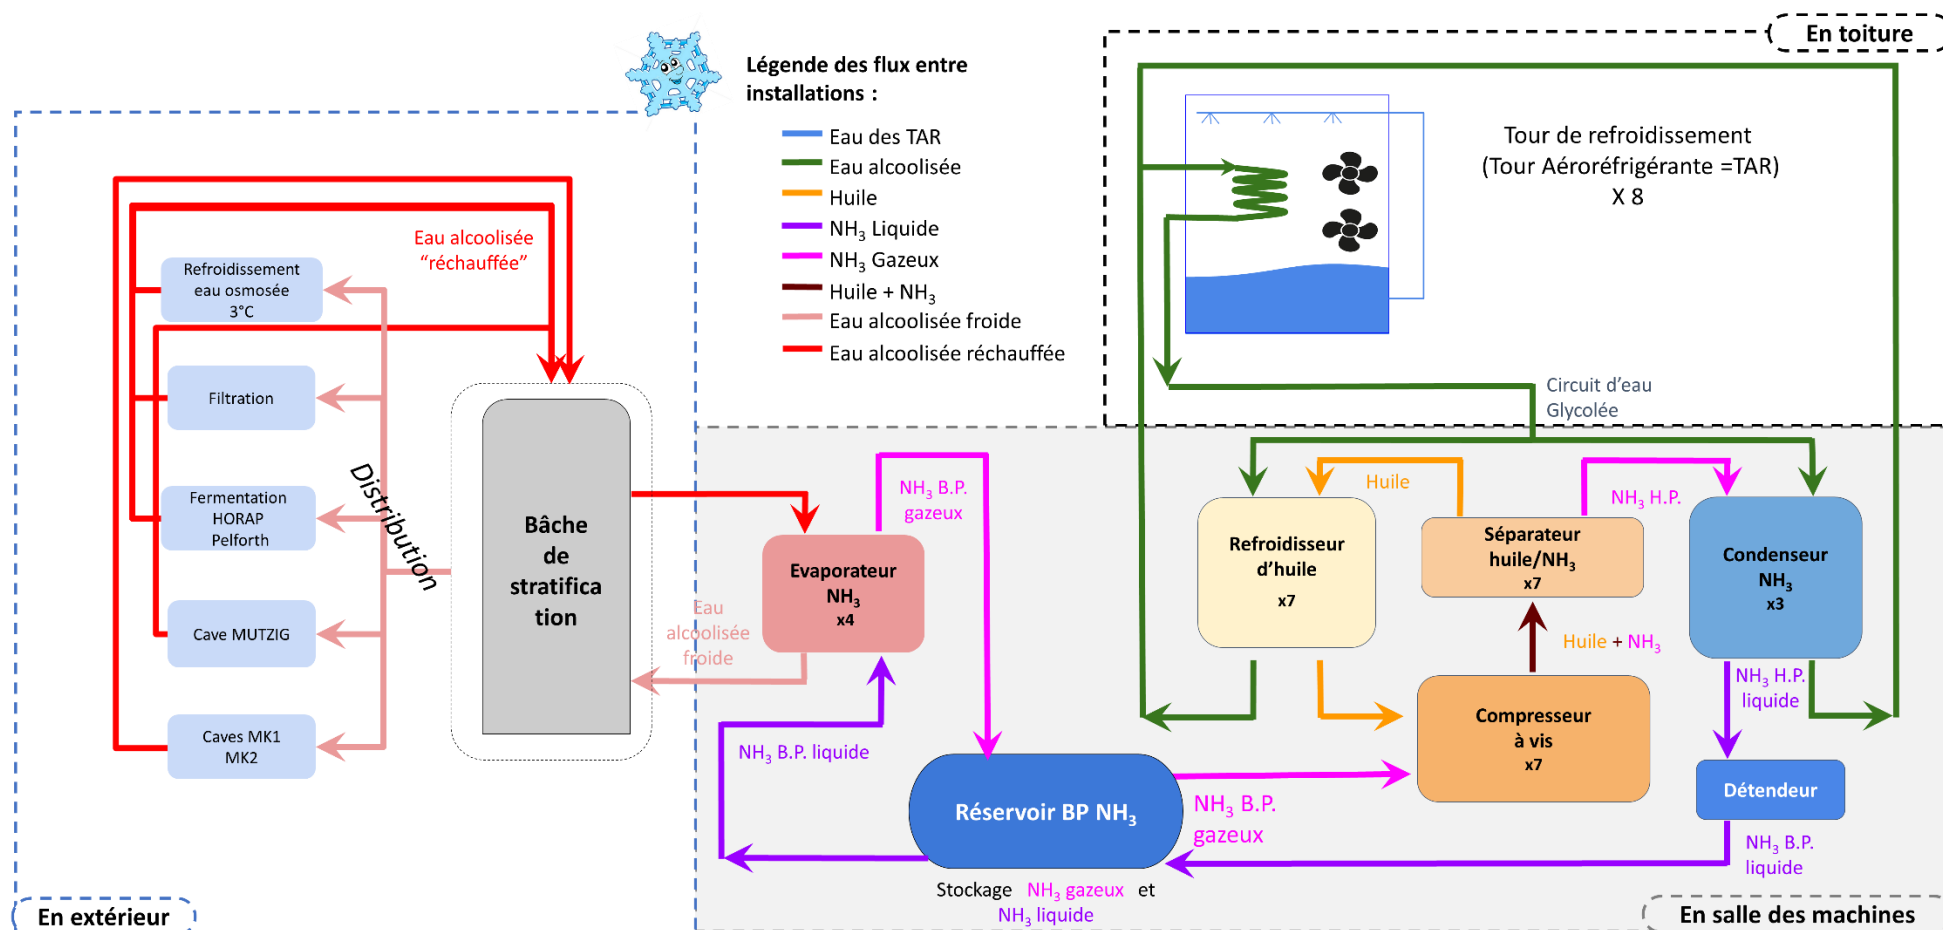 En toiture
Légende des flux entre
installations :
Eau des TAR
Eau alcoolisée
Huile
NH₃ Liquide
NH₃ Gazeux
Huile + NH₃
Eau alcoolisée froide
Eau alcoolisée réchauffée
Tour de refroidissement
(Tour Aéroréfrigérante =TAR)
X 8
Circuit d’eau
Glycolée
Eau alcoolisée
“réchauffée”
Refroidissement
eau osmosée
3°C
Filtration
Fermentation
HORAP
Pelforth
Cave MUTZIG
Caves MK1
MK2
Distribution
Bâche
de
stratifica
tion
Eau
alcoolisée
froide
Evaporateur
NH₃
x4
NH₃ B.P.
gazeux
NH₃ B.P. liquide
Réservoir BP NH₃
Stockage NH₃ gazeux et
NH₃ liquide
NH₃ B.P.
gazeux
Refroidisseur
d’huile
x7
Huile
Séparateur
huile/NH₃
x7
NH₃ H.P.
Huile + NH₃
Compresseur
à vis
x7
Condenseur
NH₃
x3
NH₃ H.P.
liquide
Détendeur
NH₃ B.P.
liquide
En extérieur
En salle des machines